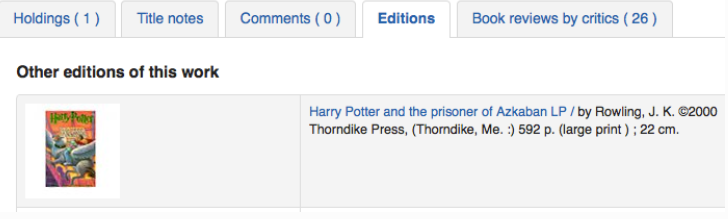 Holdings ( 1 )
Title notes
Comments ( 0 )
Editions
Book reviews by critics ( 26 )
Other editions of this work
Harry Potter
Harry Potter and the prisoner of Azkaban LP / by Rowling, J. K. ©2000
Thorndike Press, (Thorndike, Me. :) 592 p. (large print ) ; 22 cm.